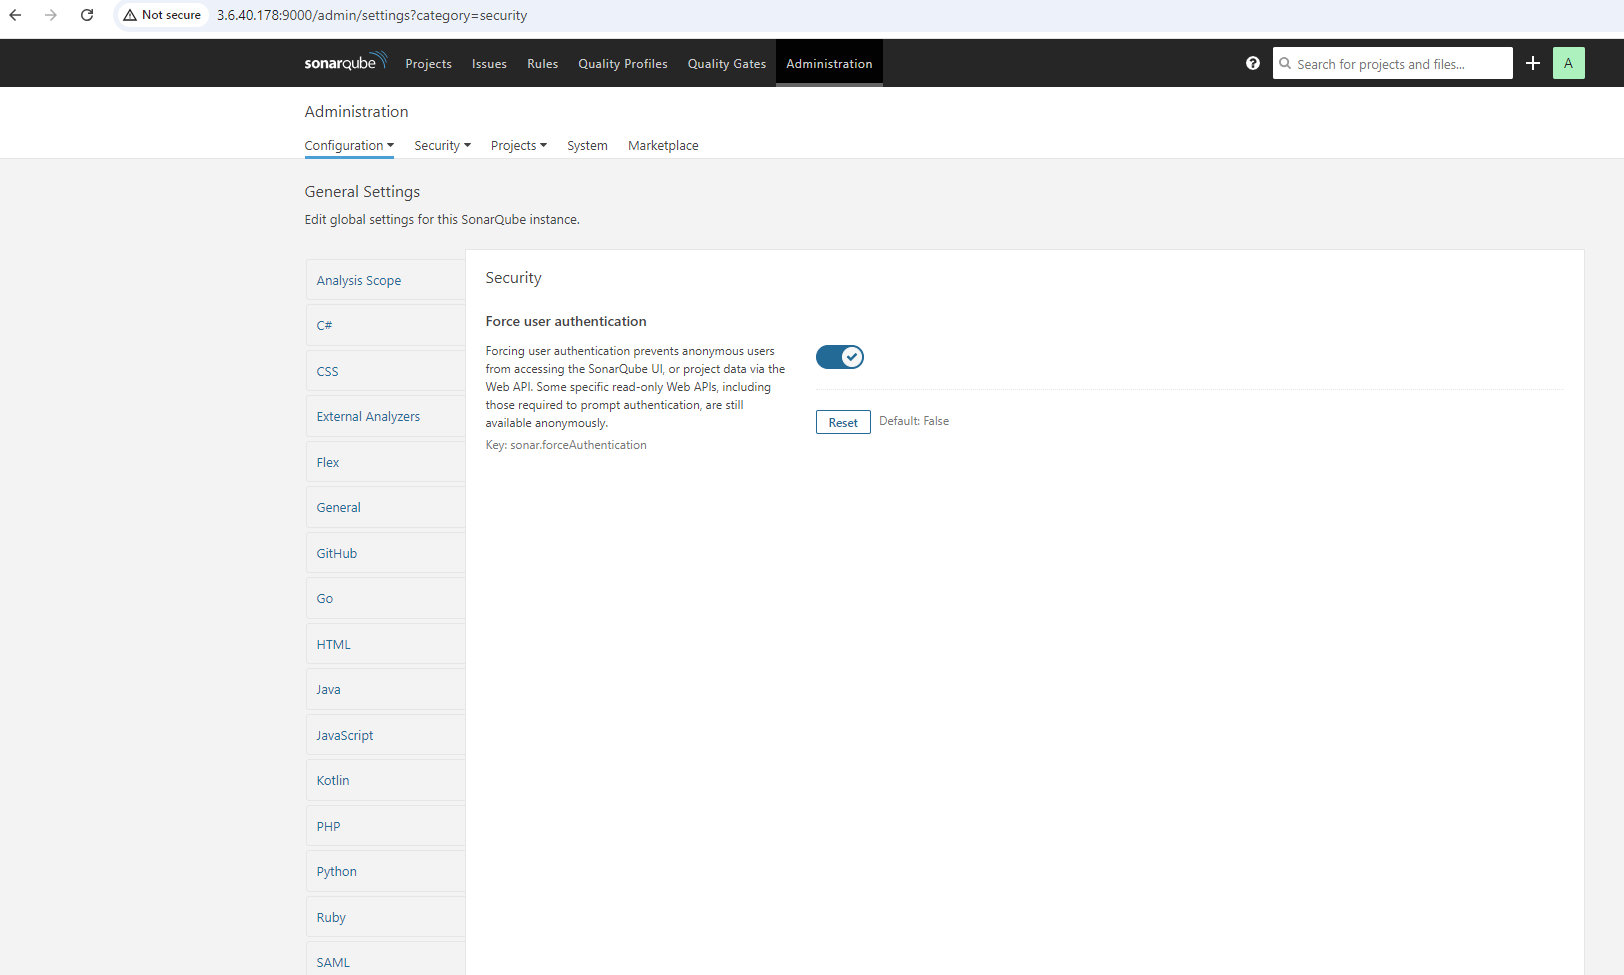 Not secure 3.6.40.178:9000/admin/settings?category=security
sonarqube Projects Issues Rules Quality Profiles Quality Gates Administration ? Search for projects and files... + A
Administration
Configuration Security Projects System Marketplace
General Settings
Edit global settings for this SonarQube instance.
Analysis Scope
C#
CSS
External Analyzers
Flex
General
GitHub
Go
HTML
Java
JavaScript
Kotlin
PHP
Python
Ruby
SAML
Security
Force user authentication
Forcing user authentication prevents anonymous users
from accessing the SonarQube UI, or project data via the
Web API. Some specific read-only Web APIs, including
those required to prompt authentication, are still
available anonymously.
Key: sonar.forceAuthentication
Reset Default: False